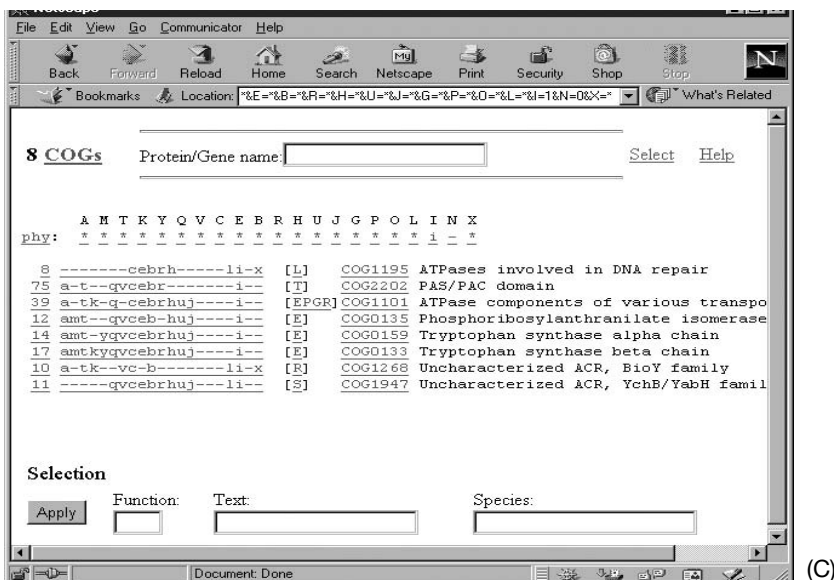 File Edit View Go Communicator Help
Back Forward Reload Home Search Netscape Print Security Shop Stop
Bookmarks Location: *&E=*&B=*&R=*&H=*&U=*&J=*&G=*&P=*&O=*&L=*&I=1&N=0&X=* What's Related
8 COGs Protein/Gene name: Select Help
A M T K Y Q V C E B R H U J G P O L I N X
phy: * * * * * * * * * * * * * * * * * * i - *
8 -------cebrh-----li-x [L] COG1195 ATPases involved in DNA repair
75 a-t--qvcebr-------i-- [T] COG2202 PAS/PAC domain
39 a-tk-q-cebrhuj----i-- [EPGR] COG1101 ATPase components of various transpo
12 amt--qvceb-huj----i-- [E] COG0135 Phosphoribosylanthranilate isomerase
14 amt-yqvcebrhuj----i-- [E] COG0159 Tryptophan synthase alpha chain
17 amtkyqvcebrhuj----i-- [E] COG0133 Tryptophan synthase beta chain
10 a-tk--vc-b-------li-x [R] COG1268 Uncharacterized ACR, BioY family
11 -----qvcebrhuj---li-- [S] COG1947 Uncharacterized ACR, YchB/YabH famil
Selection
Apply Function: Text: Species:
Document: Done
(C)